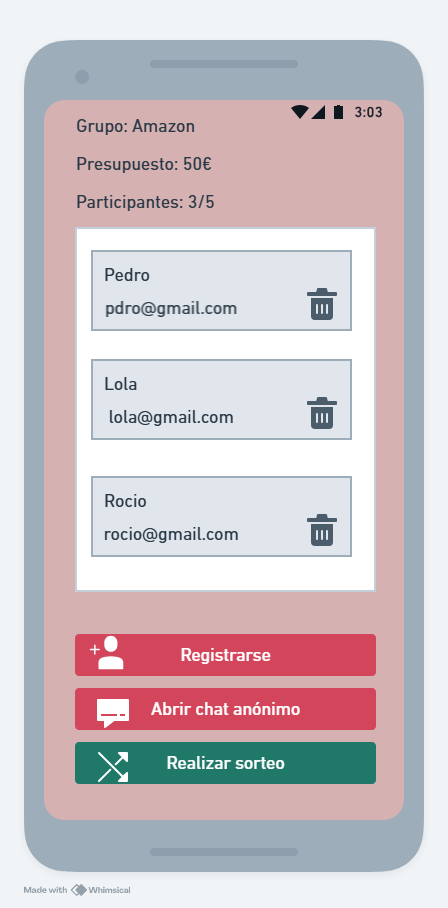 3:03
Grupo: Amazon
Presupuesto: 50€
Participantes: 3/5
Pedro
pdro@gmail.com
Lola
lola@gmail.com
Rocio
rocio@gmail.com
Registrarse
Abrir chat anónimo
Realizar sorteo
Made with Whimsical